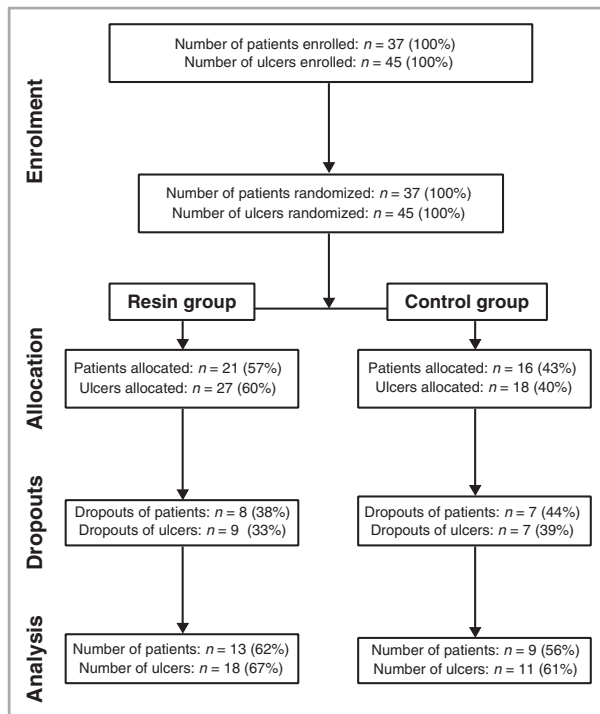 Enrolment
Number of patients enrolled: n = 37 (100%)
Number of ulcers enrolled: n = 45 (100%)
Number of patients randomized: n = 37 (100%)
Number of ulcers randomized: n = 45 (100%)
Allocation
Resin group
Control group
Patients allocated: n = 21 (57%)
Ulcers allocated: n = 27 (60%)
Patients allocated: n = 16 (43%)
Ulcers allocated: n = 18 (40%)
Dropouts
Dropouts of patients: n = 8 (38%)
Dropouts of ulcers: n = 9 (33%)
Dropouts of patients: n = 7 (44%)
Dropouts of ulcers: n = 7 (39%)
Analysis
Number of patients: n = 13 (62%)
Number of ulcers: n = 18 (67%)
Number of patients: n = 9 (56%)
Number of ulcers: n = 11 (61%)